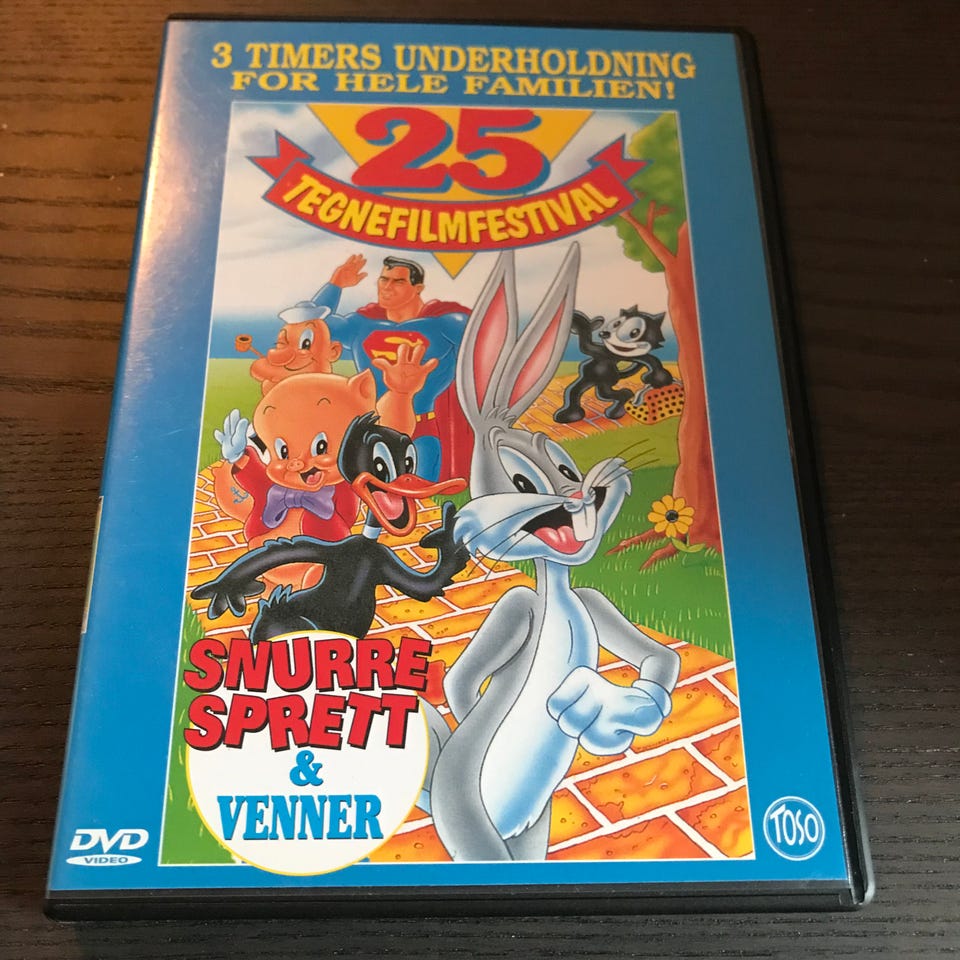 3 TIMERS UNDERHOLDNING
FOR HELE FAMILIEN!
25
TEGNEFILMFESTIVAL
S
SNURRE
SPRETT
&
VENNER
DVD
VIDEO
TOSO